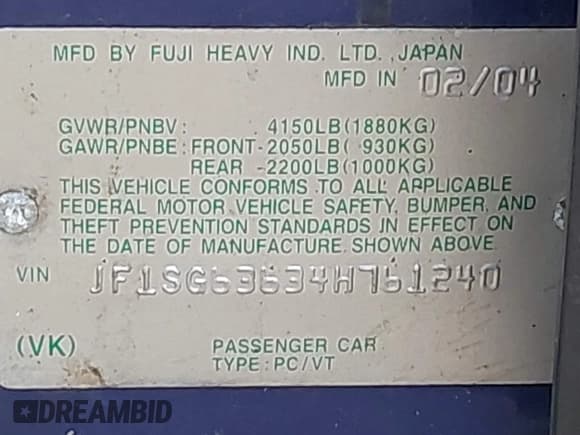 MFD BY FUJI HEAVY IND. LTD. JAPAN
MFD IN 02/04
GVWR/PNBV: 4150LB(1880KG)
GAWR/PNBE: FRONT-2050LB( 930KG)
REAR -2200LB(1000KG)
THIS VEHICLE CONFORMS TO ALL APPLICABLE
FEDERAL MOTOR VEHICLE SAFETY, BUMPER, AND
THEFT PREVENTION STANDARDS IN EFFECT ON
THE DATE OF MANUFACTURE SHOWN ABOVE.
VIN JF1SG63634H761240
(VK) PASSENGER CAR
TYPE: PC/VT
DREAMBID